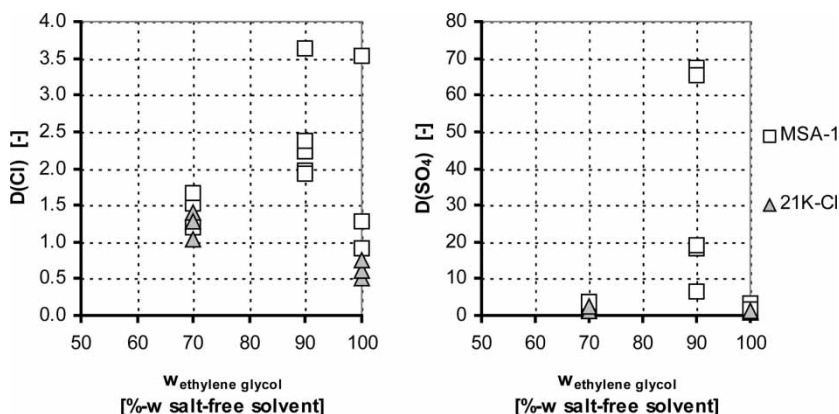 4.0
3.5
3.0
2.5
2.0
1.5
1.0
0.5
0.0
D(Cl) [-]
50 60 70 80 90 100
w ethylene glycol
[%-w salt-free solvent]
80
70
60
50
40
30
20
10
0
D(SO4) [-]
50 60 70 80 90 100
w ethylene glycol
[%-w salt-free solvent]
MSA-1
21K-Cl